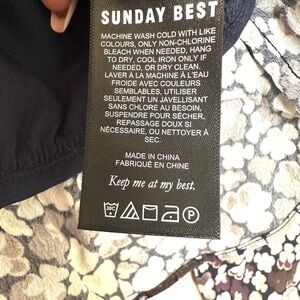 SUNDAY BEST
MACHINE WASH COLD WITH LIKE
COLOURS, ONLY NON-CHLORINE
BLEACH WHEN NEEDED, HANG
TO DRY, COOL IRON ONLY IF
NEEDED, OR DRY CLEAN.
LAVER À LA MACHINE À L'EAU
FROIDE AVEC COULEURS
SEMBLABLES, UTILISER
SEULEMENT UN JAVELLISANT
SANS CHLORE AU BESOIN,
SUSPENDRE POUR SÉCHER,
REPASSAGE DOUX SI
NÉCESSAIRE, OU NETTOYER À
SEC.
MADE IN CHINA
FABRIQUÉ EN CHINE
Keep me at my best.
30°
P